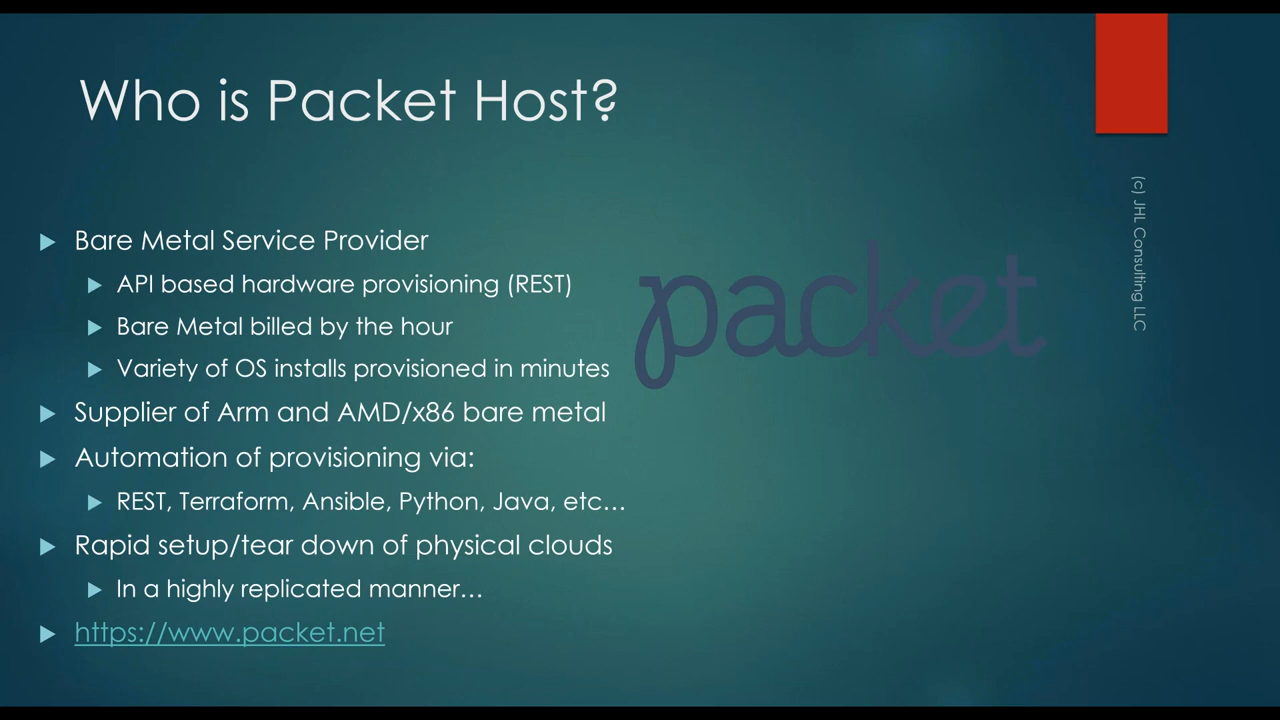 Who is Packet Host?
Bare Metal Service Provider
API based hardware provisioning (REST)
Bare Metal billed by the hour
Variety of OS installs provisioned in minutes
Supplier of Arm and AMD/x86 bare metal
Automation of provisioning via:
REST, Terraform, Ansible, Python, Java, etc…
Rapid setup/tear down of physical clouds
In a highly replicated manner…
https://www.packet.net
packet
(c) JHL Consulting LLC